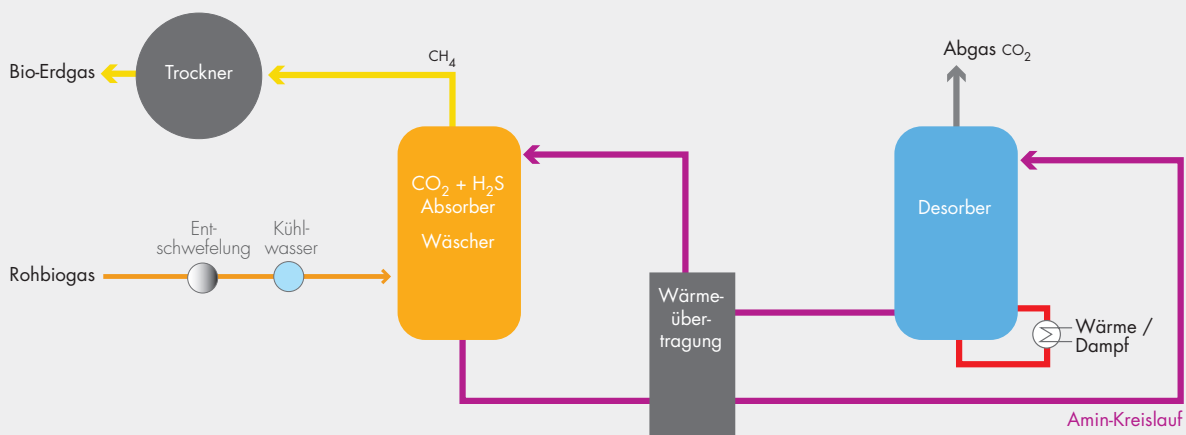 Abgas CO₂
CH₄
Bio-Erdgas
Trockner
CO₂ + H₂S
Absorber
Wäscher
Desorber
Ent-
schwefelung
Kühl-
wasser
Rohbiogas
Wärme-
über-
tragung
Wärme /
Dampf
Amin-Kreislauf